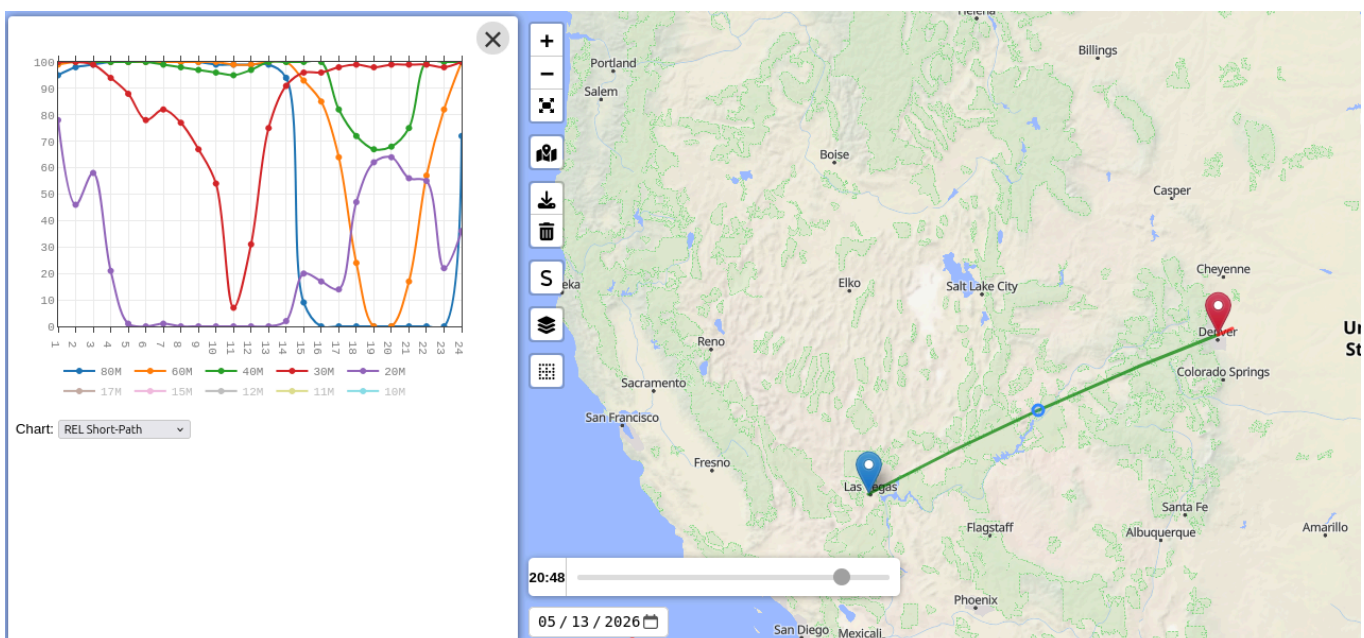 100
90
80
70
60
50
40
30
20
10
0
1 2 3 4 5 6 7 8 9 10 11 12 13 14 15 16 17 18 19 20 21 22 23 24
80M 60M 40M 30M 20M
17M 15M 12M 11M 10M
Chart: REL Short-Path
+
−
S
20:48
05 / 13 / 2026
Helena
Billings
Portland
Salem
Boise
Casper
Cheyenne
eka
Elko
Salt Lake City
Denver
Un
St
Reno
Colorado Springs
Sacramento
San Francisco
Fresno
Las Vegas
Santa Fe
Flagstaff
Albuquerque
Amarillo
Phoenix
San Diego
Mexicali